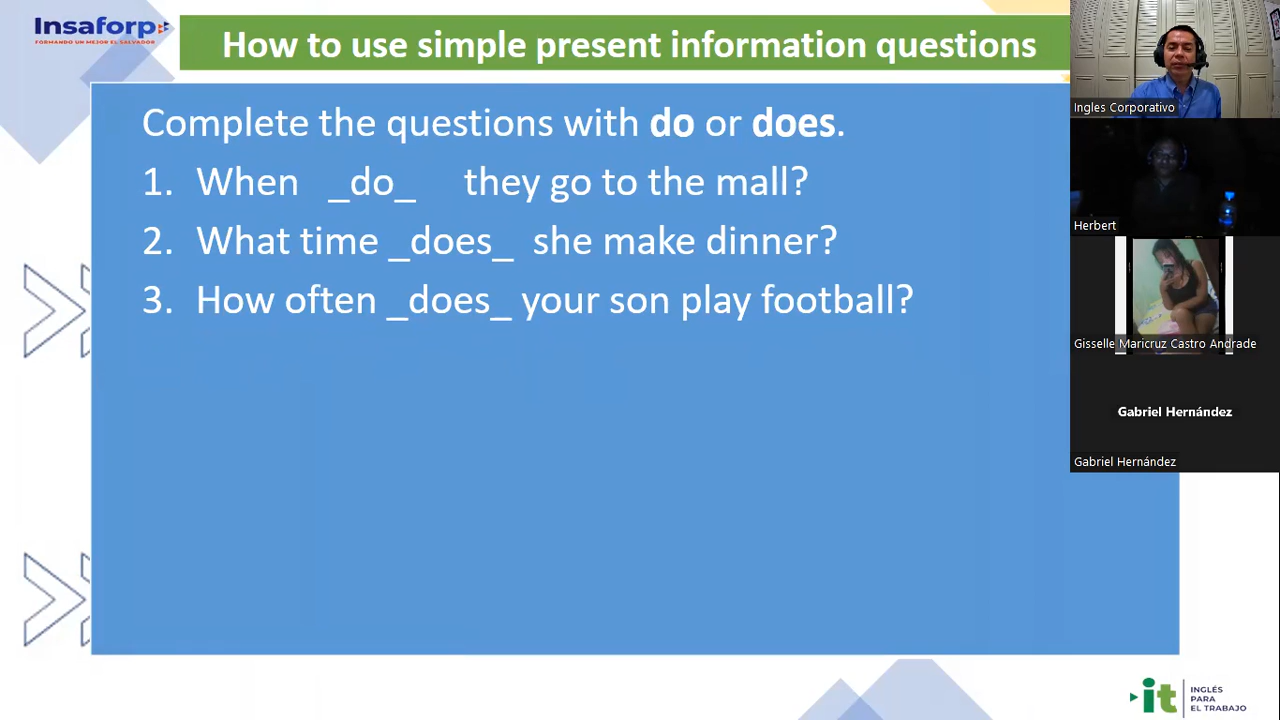 Insaforp
FORMANDO UN MEJOR EL SALVADOR
How to use simple present information questions
Complete the questions with do or does.
1. When _do_ they go to the mall?
2. What time _does_ she make dinner?
3. How often _does_ your son play football?
Ingles Corporativo
Herbert
Gisselle Maricruz Castro Andrade
Gabriel Hernández
Gabriel Hernández
it
INGLÉS
PARA
EL TRABAJO